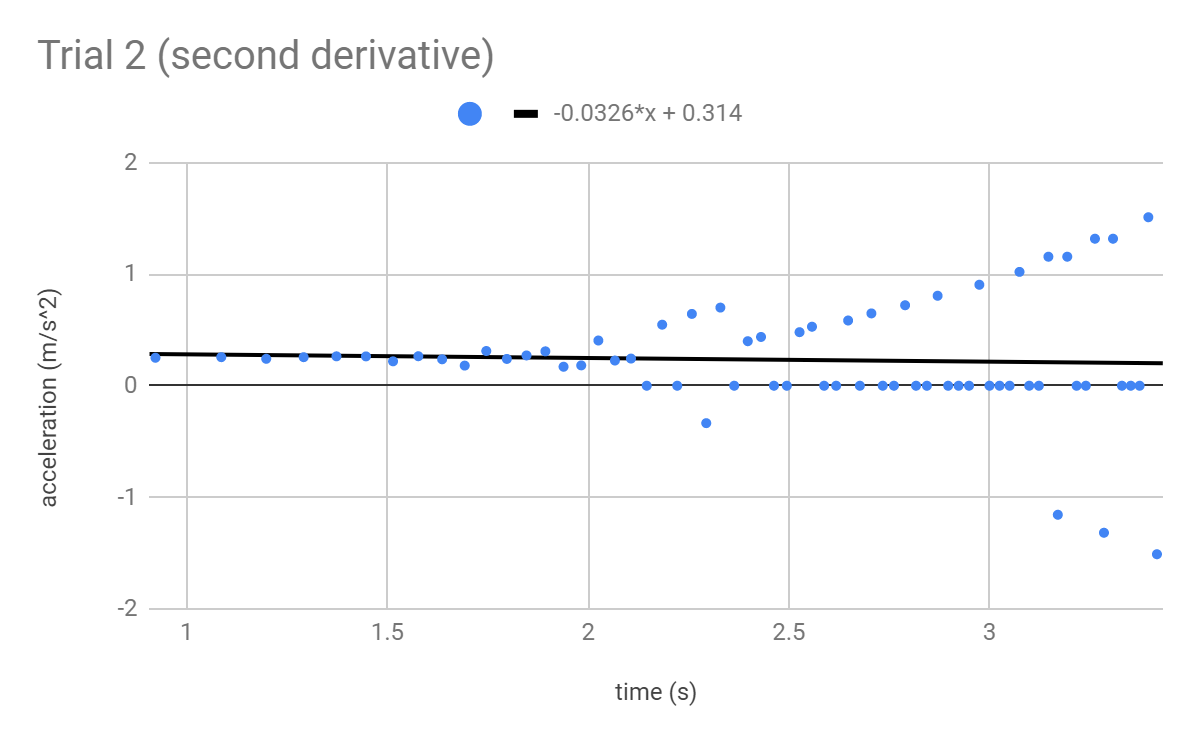 Trial 2 (second derivative)
-0.0326*x + 0.314
2
1
0
-1
-2
acceleration (m/s^2)
1 1.5 2 2.5 3
time (s)